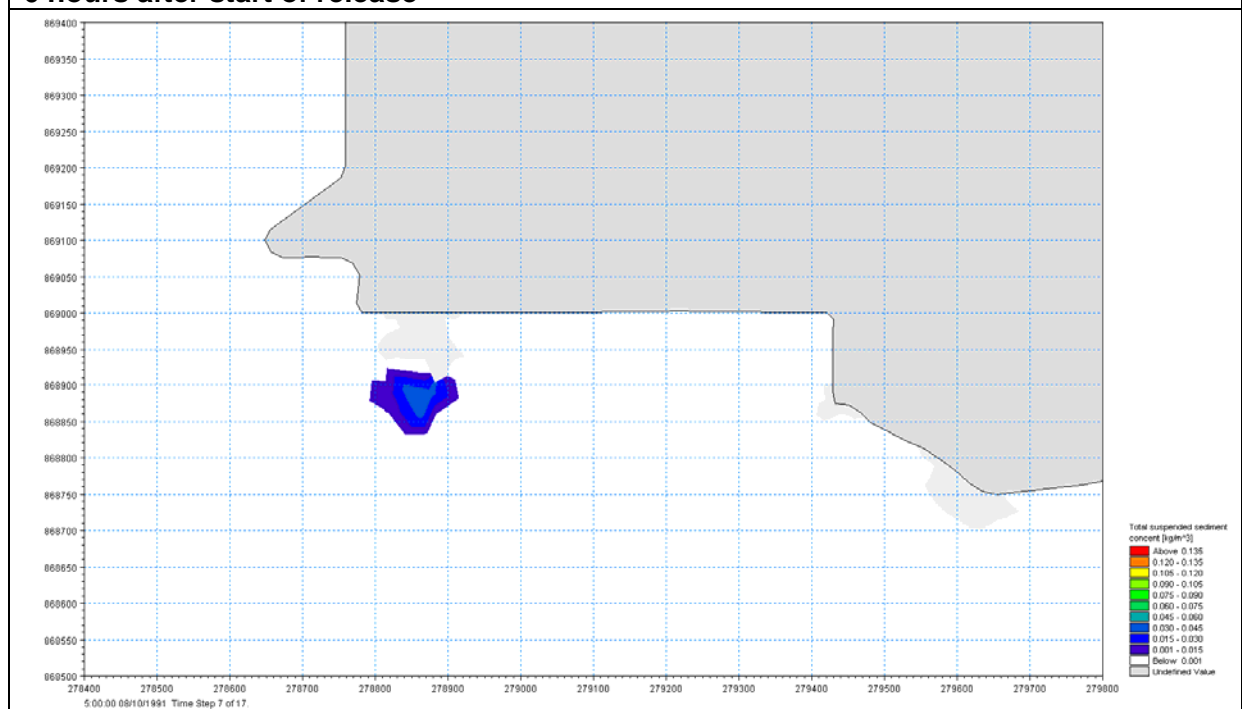 hours after start of release
869400
869350
869300
869250
869200
869150
869100
869050
869000
868950
868900
868850
868800
868750
868700
868650
868600
868550
868500
278400 278500 278600 278700 278800 278900 279000 279100 279200 279300 279400 279500 279600 279700 279800
5:00:00 08/10/1991 Time Step 7 of 17.
Total suspended sediment
concent [kg/m^3]
Above 0.135
0.120 - 0.135
0.105 - 0.120
0.090 - 0.105
0.075 - 0.090
0.060 - 0.075
0.045 - 0.060
0.030 - 0.045
0.015 - 0.030
0.001 - 0.015
Below 0.001
Undefined Value